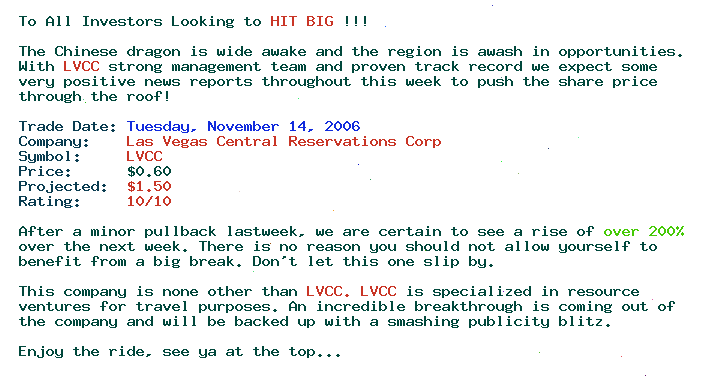 To All Investors Looking to HIT BIG !!!
The Chinese dragon is wide awake and the region is awash in opportunities.
With LVCC strong management team and proven track record we expect some
very positive news reports throughout this week to push the share price
through the roof!
Trade Date: Tuesday, November 14, 2006
Company: Las Vegas Central Reservations Corp
Symbol: LVCC
Price: $0.60
Projected: $1.50
Rating: 10/10
After a minor pullback lastweek, we are certain to see a rise of over 200%
over the next week. There is no reason you should not allow yourself to
benefit from a big break. Don't let this one slip by.
This company is none other than LVCC. LVCC is specialized in resource
ventures for travel purposes. An incredible breakthrough is coming out of
the company and will be backed up with a smashing publicity blitz.
Enjoy the ride, see ya at the top...